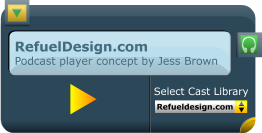 RefuelDesign.com
Podcast player concept by Jess Brown
Select Cast Library
Refueldesign.com